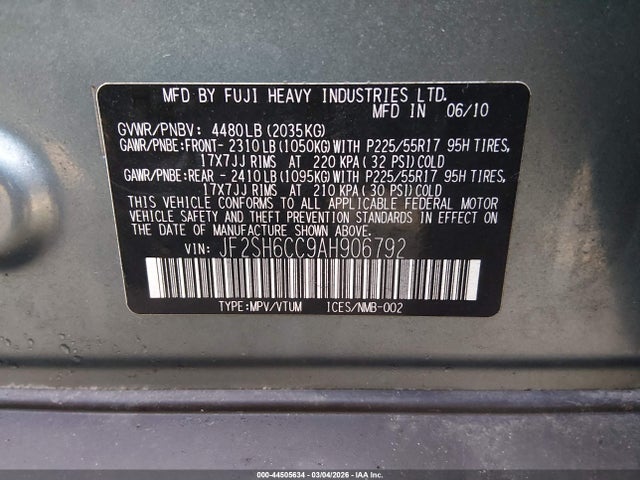 MFD BY FUJI HEAVY INDUSTRIES LTD.
MFD IN 06/10
GVWR/PNBV: 4480LB(2035KG)
GAWR/PNBE:FRONT- 2310LB(1050KG)WITH P225/55R17 95H TIRES,
17X7JJ RIMS AT 220 KPA(32 PSI)COLD
GAWR/PNBE:REAR - 2410LB(1095KG)WITH P225/55R17 95H TIRES,
17X7JJ RIMS AT 210 KPA(30 PSI)COLD
THIS VEHICLE CONFORMS TO ALL APPLICABLE FEDERAL MOTOR
VEHICLE SAFETY AND THEFT PREVENTION STANDARDS IN EFFECT ON
THE DATE OF MANUFACTURE SHOWN ABOVE.
VIN: JF2SH6CC9AH906792
TYPE:MPV/VTUM ICES/NMB-002
000-44505634 - 03/04/2026 - IAA Inc.